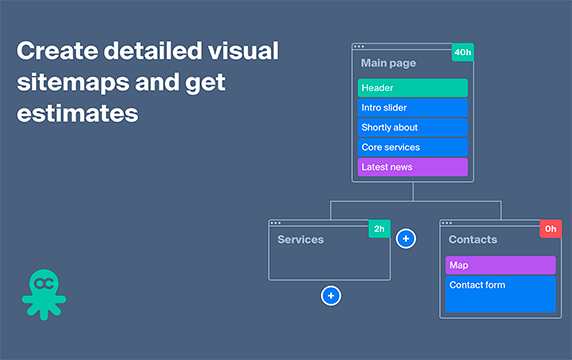 Create detailed visual
sitemaps and get
estimates
40h
Main page
Header
Intro slider
Shortly about
Core services
Latest news
2h
Services
0h
Contacts
Map
Contact form